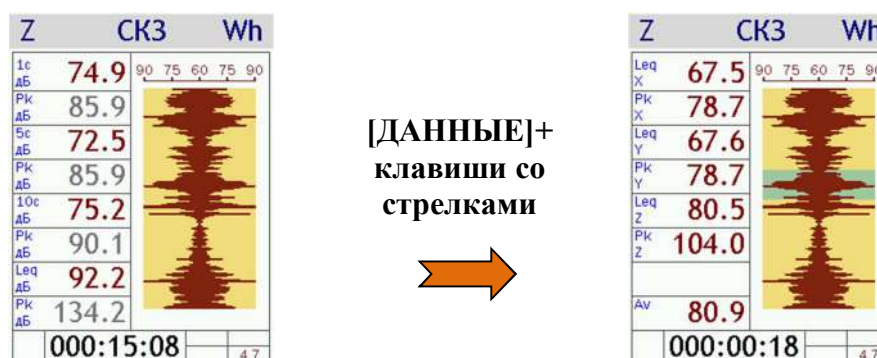 Z СКЗ Wh
1с дБ 74.9 90 75 60 75 90
Pk дБ 85.9
5с дБ 72.5
Pk дБ 85.9
10с дБ 75.2
Pk дБ 90.1
Leq дБ 92.2
Pk дБ 134.2
000:15:08 4.7
[ДАННЫЕ]+
клавиши со
стрелками
Z СКЗ Wh
Leq X 67.5 90 75 60 75 90
Pk X 78.7
Leq Y 67.6
Pk Y 78.7
Leq Z 80.5
Pk Z 104.0
Av 80.9
000:00:18 4.7